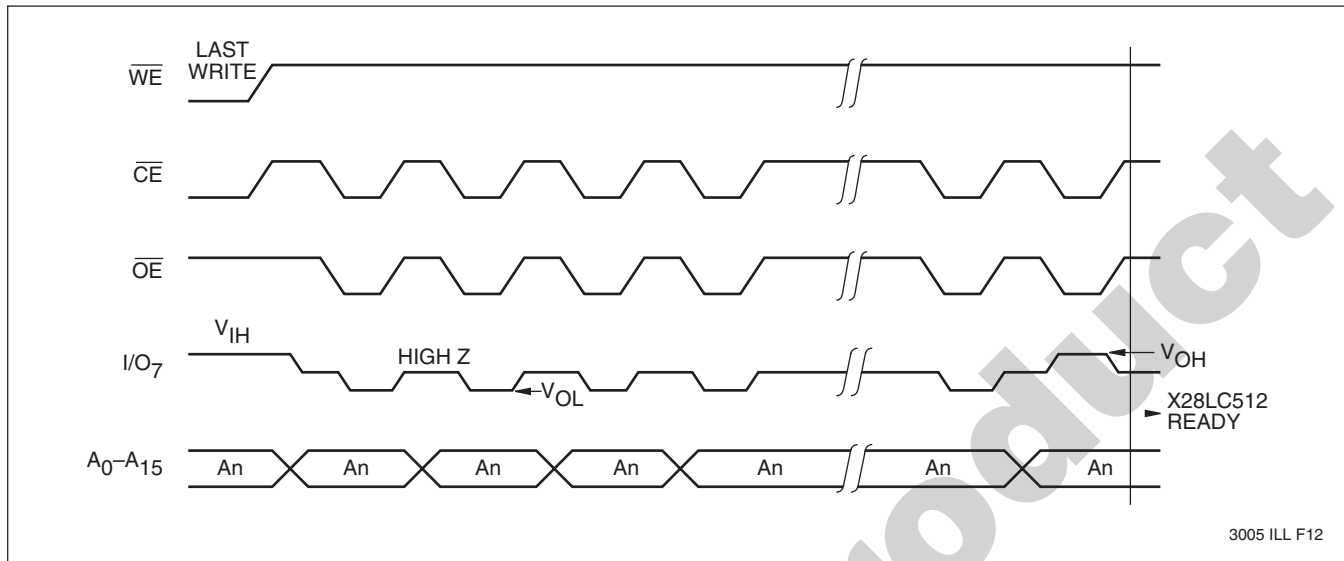 LAST
WRITE
WE
CE
OE
VIH
I/O7
HIGH Z
VOL
VOH
X28LC512
READY
A0–A15
An An An An An An An
3005 ILL F12
roduct